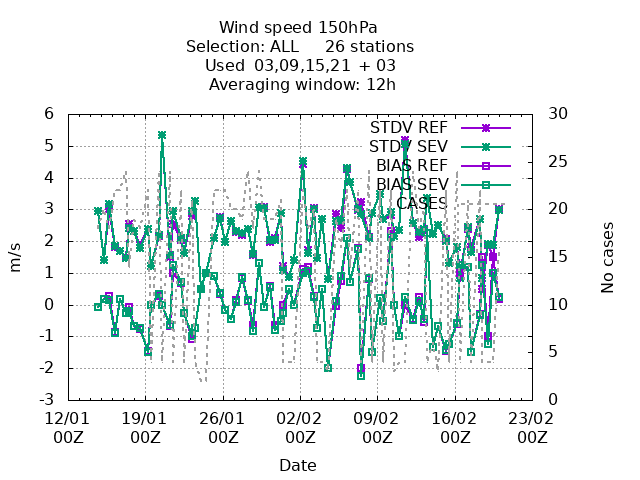 Wind speed 150hPa
Selection: ALL 26 stations
Used 03,09,15,21 + 03
Averaging window: 12h
6 30
5 25
4 20
3 15
2 10
1 5
0 0
-1
-2
-3
STDV REF
STDV SEV
BIAS REF
BIAS SEV
CASES
m/s
No cases
12/01 19/01 26/01 02/02 09/02 16/02 23/02
00Z 00Z 00Z 00Z 00Z 00Z 00Z
Date